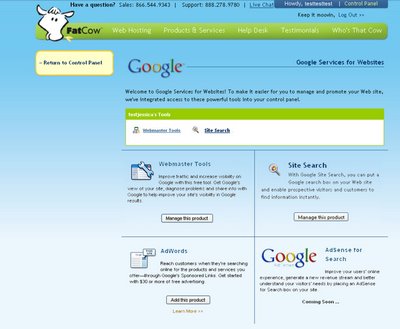 Have a question? Sales: 866.544.9343 | Support: 888.278.9780 | Live Chat
Howdy, testtesttest | Control Panel
Keep it moovin, Log Out >>
FatCow
Web Hosting Products & Services Help Desk Testimonials Who's That Cow
Return to Control Panel
Google
Google Services for Websites
Welcome to Google Services for Websites! To make it easier for you to manage and promote your Web site,
we've integrated access to these powerful tools into your control panel.
Webmaster Tools Site Search
Webmaster Tools
Improve traffic and increase visibility on
Google with this free tool. Get Google's
view of your site, diagnose problems and share info with
Google to help improve your site's visibility in Google
results.
Manage this product
Site Search
With Google Site Search, you can put a
Google search box on your Web site
and enable prospective visitors and customers to
find information instantly.
Manage this product
AdWords
Reach customers when they're searching
online for the products and services you
offer—through Google's Sponsored Links. Get started
with $30 or more of free advertising.
Add this product
Learn More >>
Google
AdSense for
Search
Improve your users' online
experience, generate a new revenue stream and better
understand your visitors' needs by placing an AdSense
for Search box on your site.
Coming Soon ...